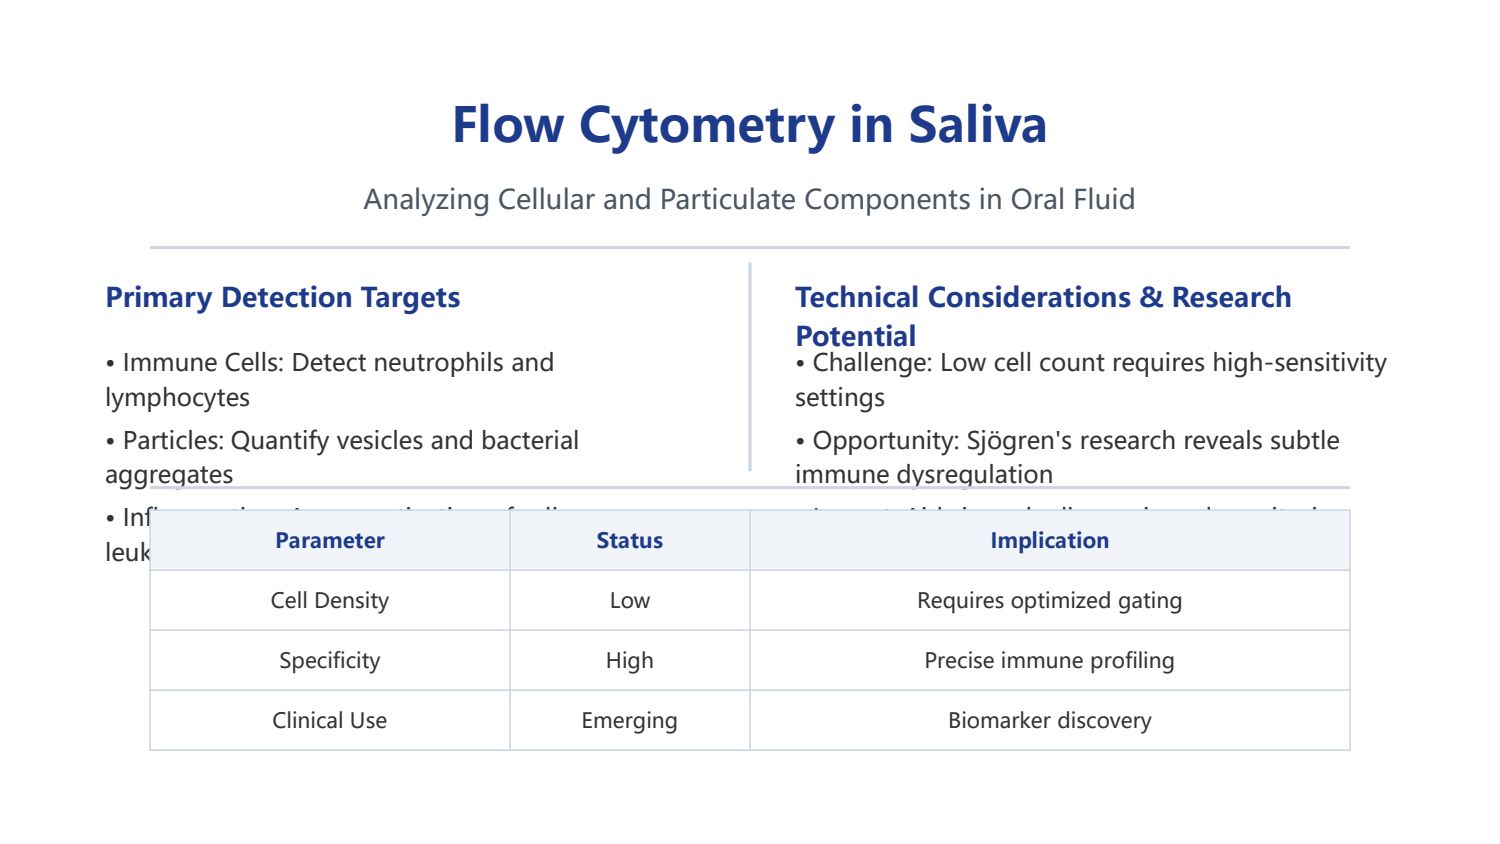 Flow Cytometry in Saliva
Analyzing Cellular and Particulate Components in Oral Fluid
Primary Detection Targets
• Immune Cells: Detect neutrophils and
lymphocytes
• Particles: Quantify vesicles and bacterial
aggregates
•
Technical Considerations & Research
Potential
• Challenge: Low cell count requires high-sensitivity
settings
• Opportunity: Sjögren's research reveals subtle
immune dysregulation
Parameter Status Implication
Cell Density Low Requires optimized gating
Specificity High Precise immune profiling
Clinical Use Emerging Biomarker discovery